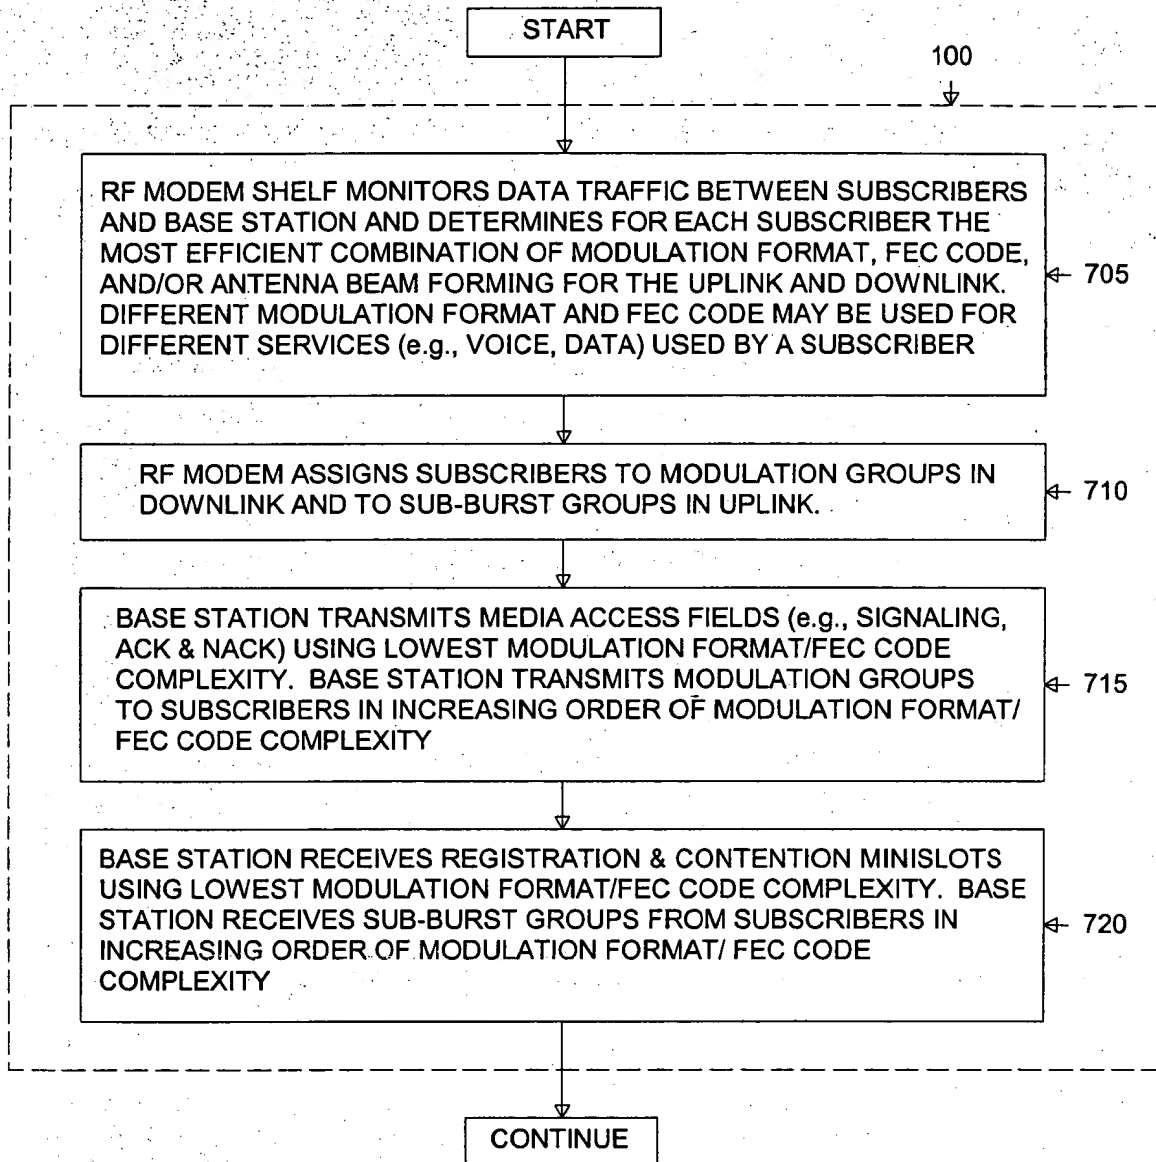 START
100
RF MODEM SHELF MONITORS DATA TRAFFIC BETWEEN SUBSCRIBERS
AND BASE STATION AND DETERMINES FOR EACH SUBSCRIBER THE
MOST EFFICIENT COMBINATION OF MODULATION FORMAT, FEC CODE,
AND/OR ANTENNA BEAM FORMING FOR THE UPLINK AND DOWNLINK.
DIFFERENT MODULATION FORMAT AND FEC CODE MAY BE USED FOR
DIFFERENT SERVICES (e.g., VOICE, DATA) USED BY A SUBSCRIBER
705
RF MODEM ASSIGNS SUBSCRIBERS TO MODULATION GROUPS IN
DOWNLINK AND TO SUB-BURST GROUPS IN UPLINK.
710
BASE STATION TRANSMITS MEDIA ACCESS FIELDS (e.g., SIGNALING,
ACK & NACK) USING LOWEST MODULATION FORMAT/FEC CODE
COMPLEXITY. BASE STATION TRANSMITS MODULATION GROUPS
TO SUBSCRIBERS IN INCREASING ORDER OF MODULATION FORMAT/
FEC CODE COMPLEXITY
715
BASE STATION RECEIVES REGISTRATION & CONTENTION MINISLOTS
USING LOWEST MODULATION FORMAT/FEC CODE COMPLEXITY. BASE
STATION RECEIVES SUB-BURST GROUPS FROM SUBSCRIBERS IN
INCREASING ORDER OF MODULATION FORMAT/ FEC CODE
COMPLEXITY
720
CONTINUE